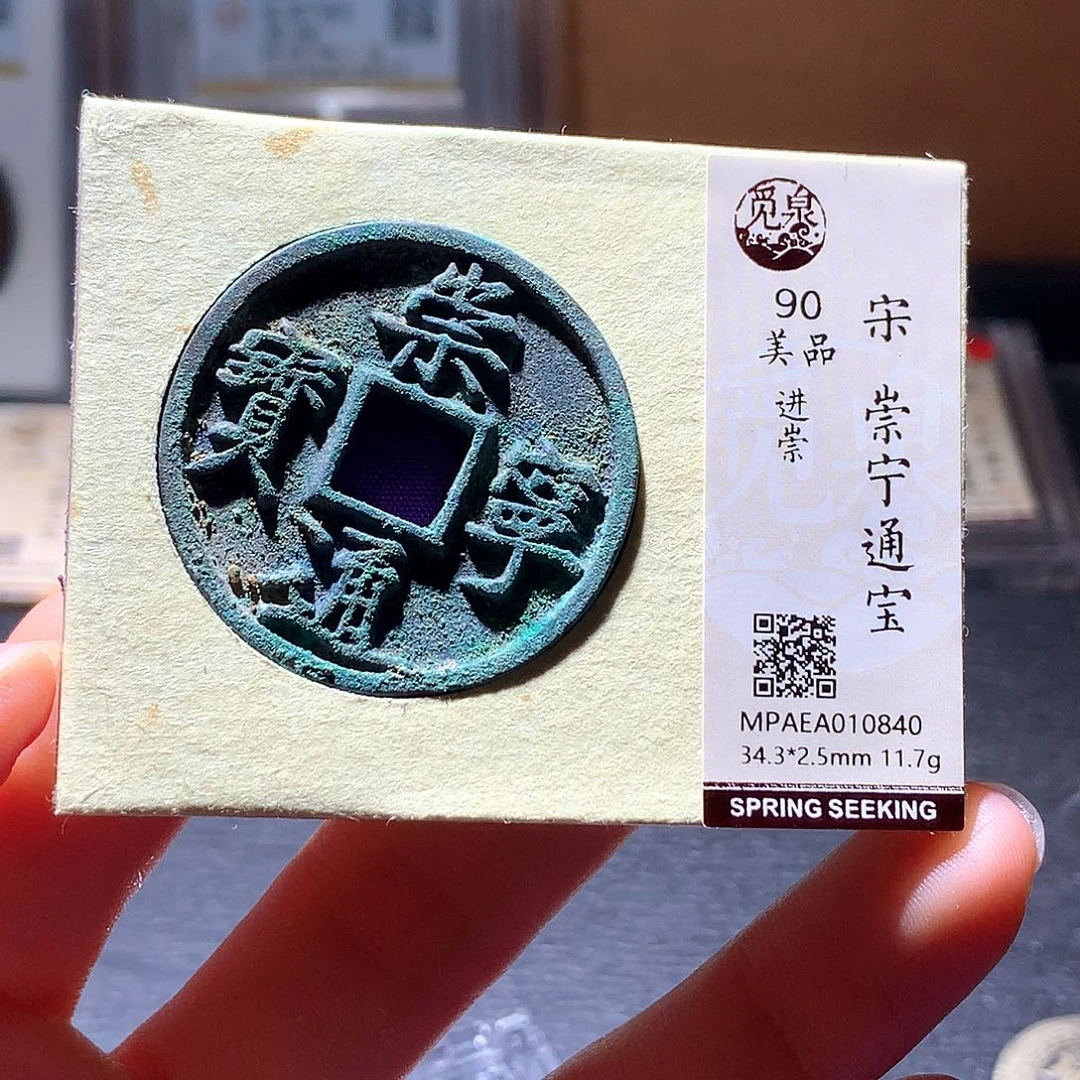 崇
寧
通
寳
觅泉
90
美品
进崇
宋 崇宁通宝
MPAEA010840
34.3*2.5mm 11.7g
SPRING SEEKING